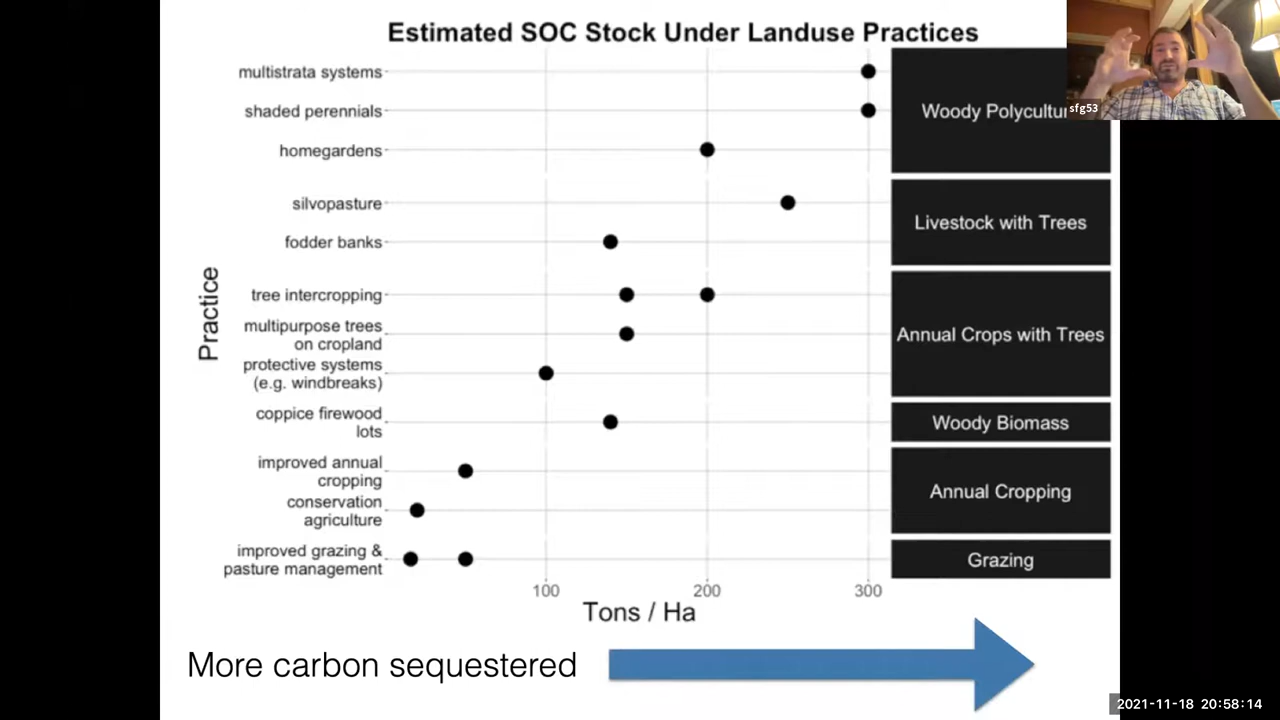 Estimated SOC Stock Under Landuse Practices
multistrata systems
shaded perennials
homegardens
Woody Polycultur
sfg53
silvopasture
fodder banks
Livestock with Trees
tree intercropping
multipurpose trees
on cropland
protective systems
(e.g. windbreaks)
Annual Crops with Trees
coppice firewood
lots
Woody Biomass
improved annual
cropping
conservation
agriculture
Annual Cropping
improved grazing &
pasture management
Grazing
Practice
100 200 300
Tons / Ha
More carbon sequestered
2021-11-18 20:58:14